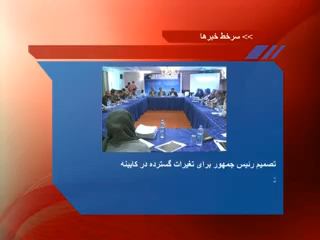 >> سرخط خبرها
تصمیم رئیس جمهور برای تغیرات گسترده در کابینه
: